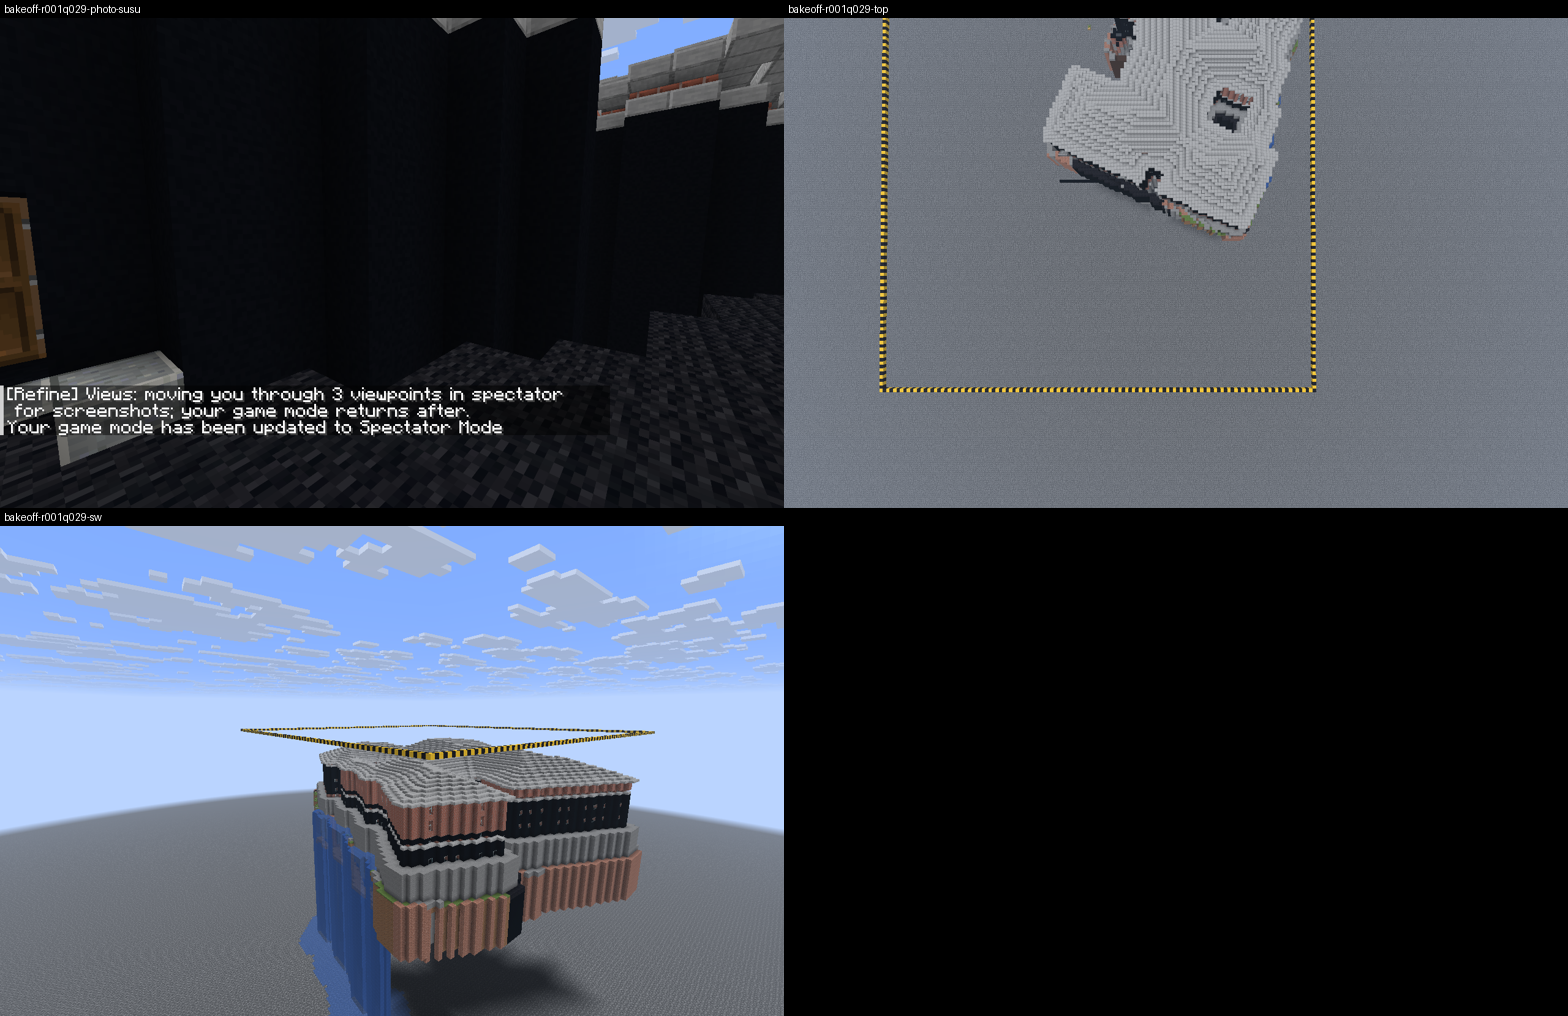 bakeoff-r001q029-photo-susu
bakeoff-r001q029-top
[Refine] Views: moving you through 3 viewpoints in spectator
for screenshots; your game mode returns after.
Your game mode has been updated to Spectator Mode
bakeoff-r001q029-sw